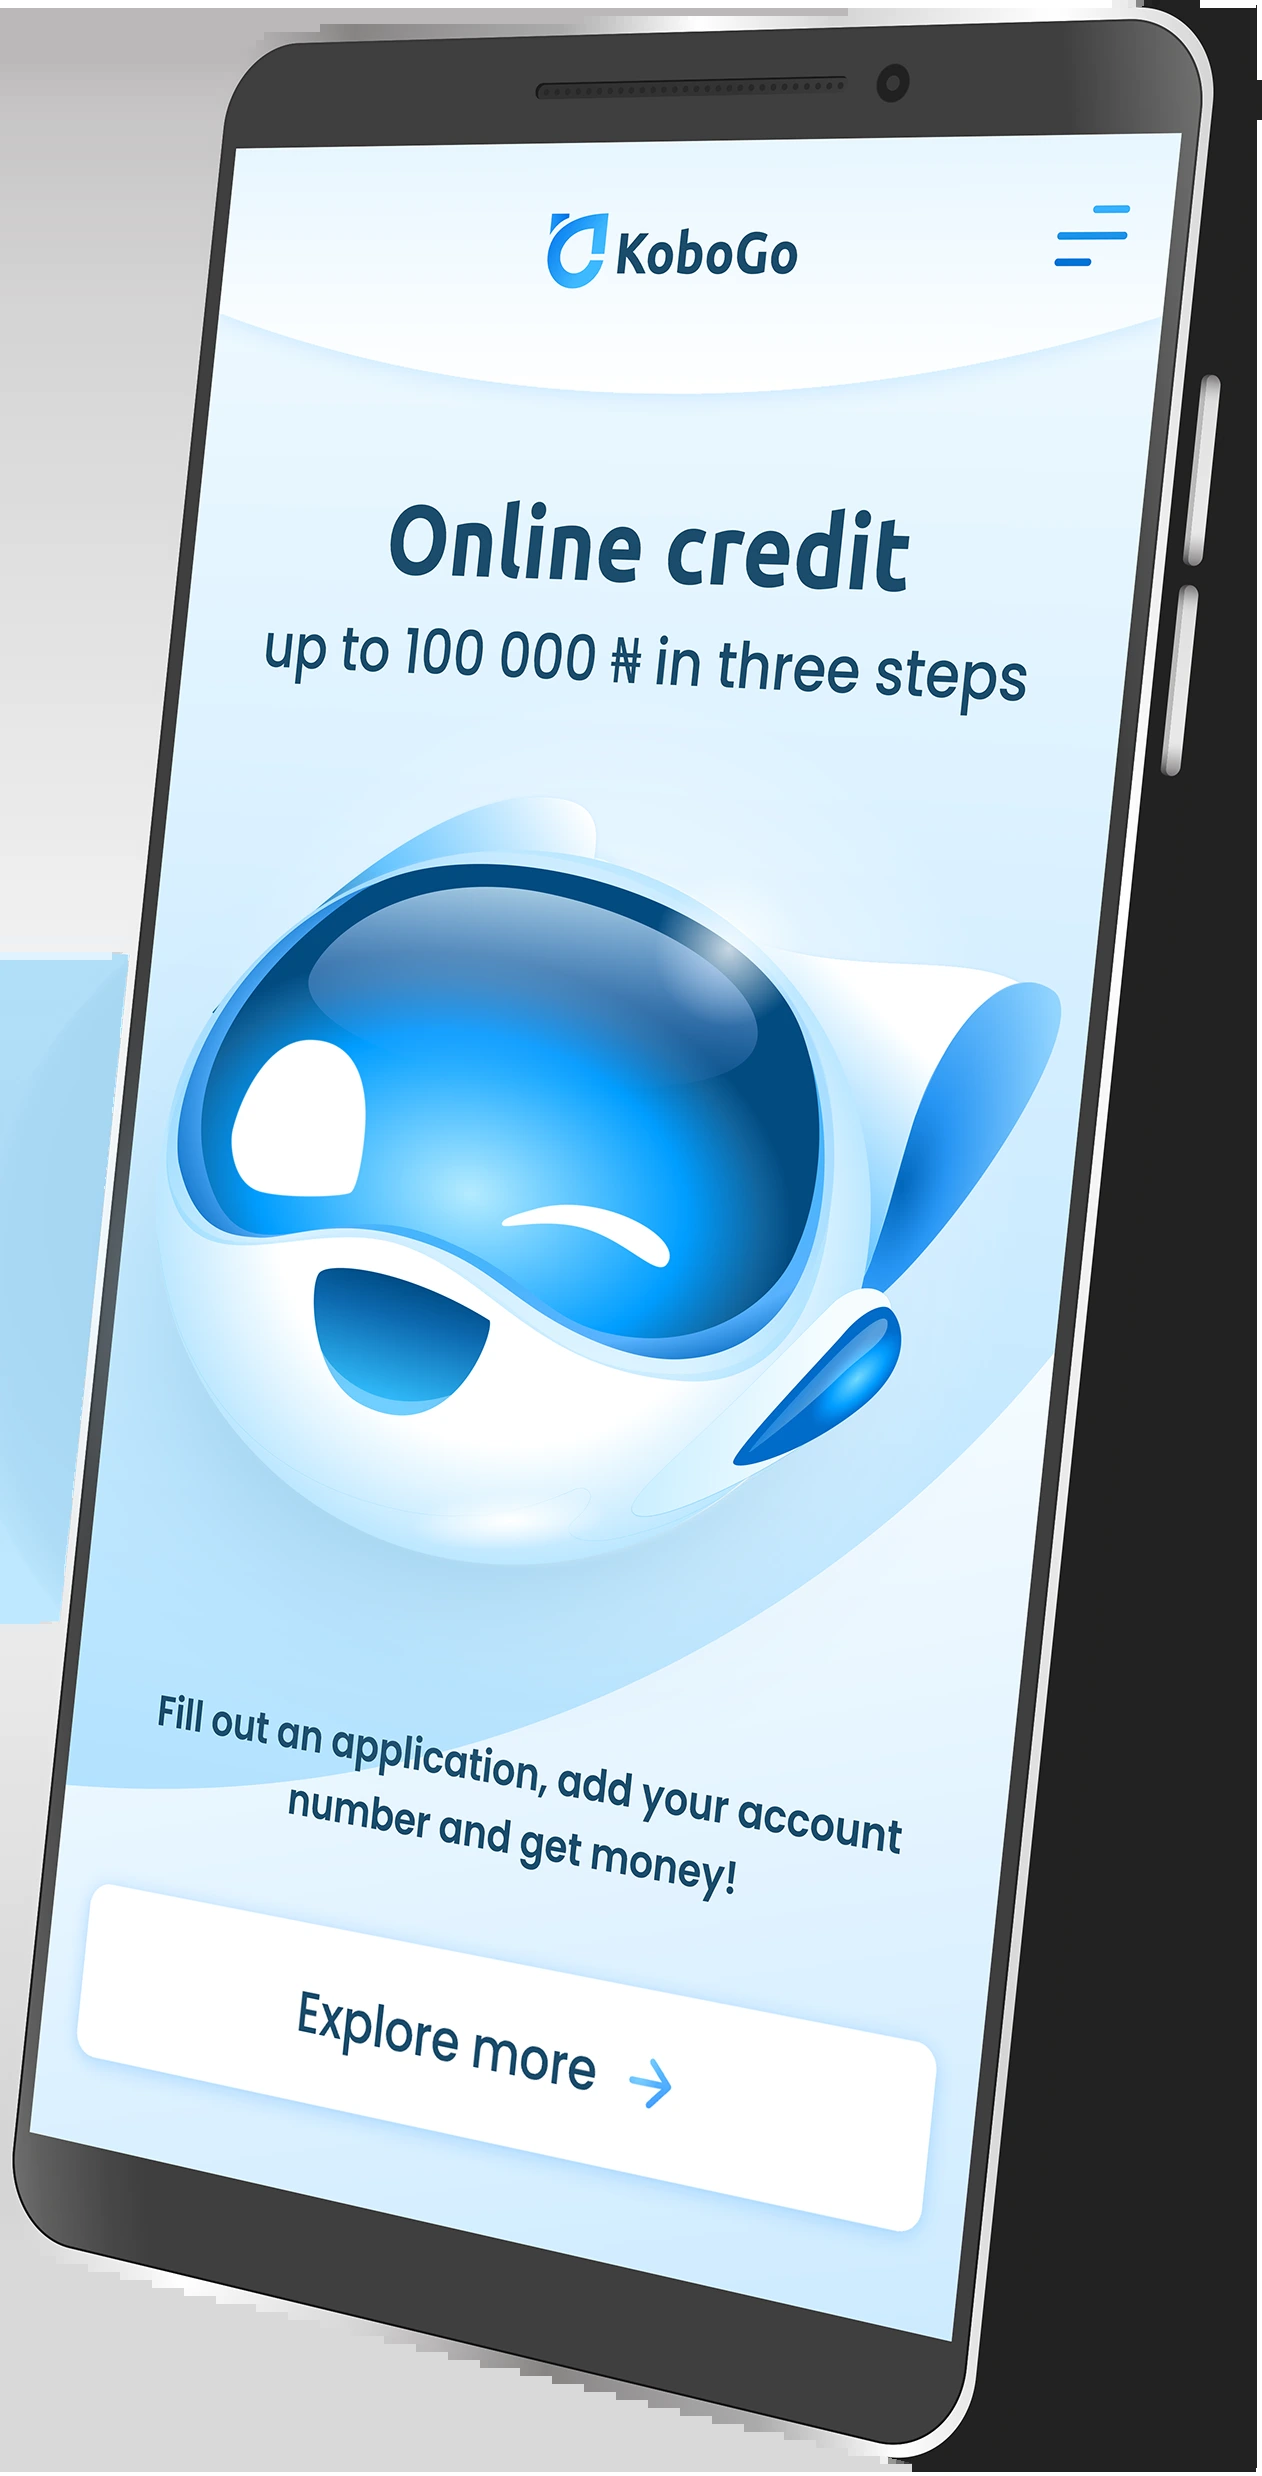 KoboGo
Online credit
up to 100 000 ₦ in three steps
Fill out an application, add your account
number and get money!
Explore more